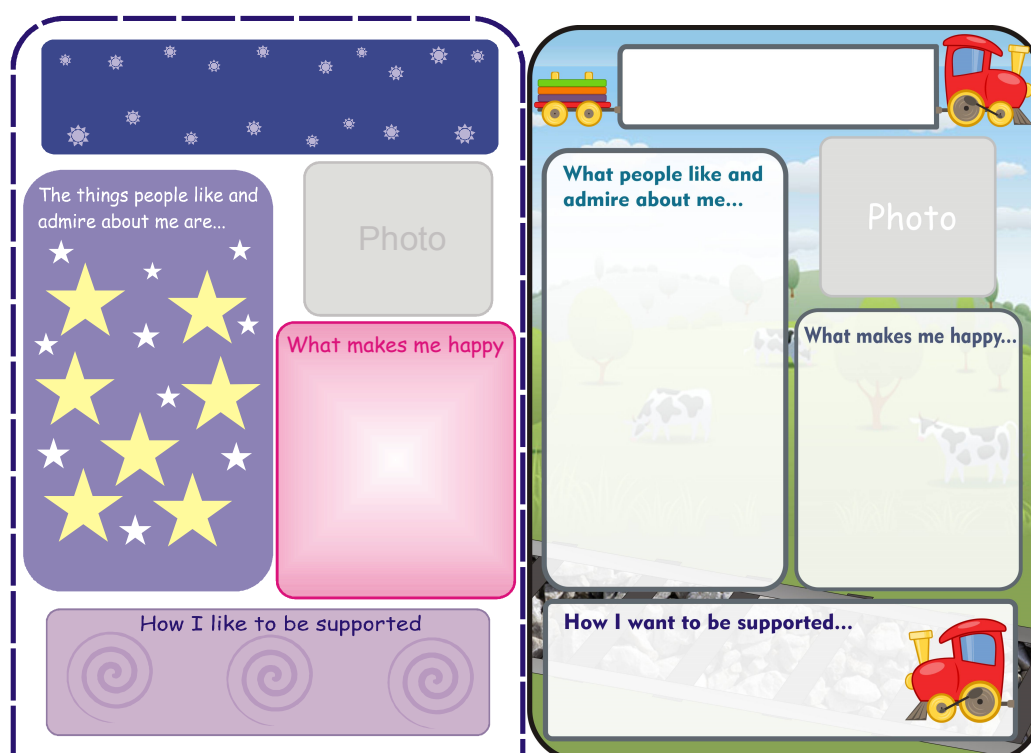 The things people like and
admire about me are...
Photo
What makes me happy
How I like to be supported
What people like and
admire about me...
Photo
What makes me happy...
How I want to be supported...